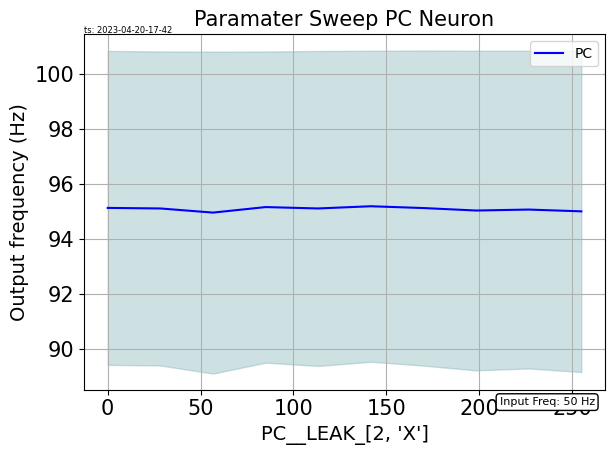 Paramater Sweep PC Neuron
ts: 2023-04-20-17-42
PC
Output frequency (Hz)
100
98
96
94
92
90
0 50 100 150 200 250
Input Freq: 50 Hz
PC__LEAK_[2, 'X']